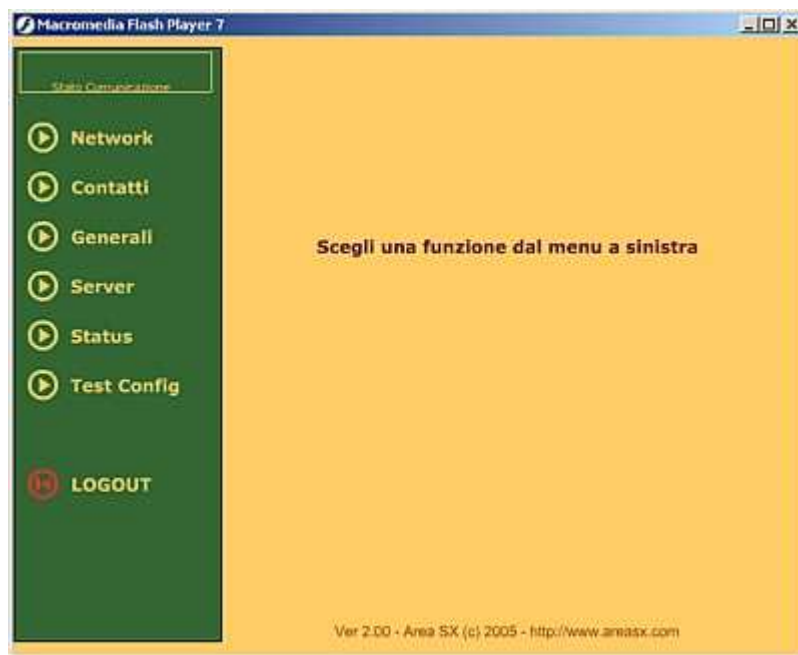 Macromedia Flash Player 7
Stato Comunicazione
Network
Contatti
Generali
Server
Status
Test Config
LOGOUT
Scegli una funzione dal menu a sinistra
Ver 2.00 - Area SX (c) 2005 - http://www.areasx.com